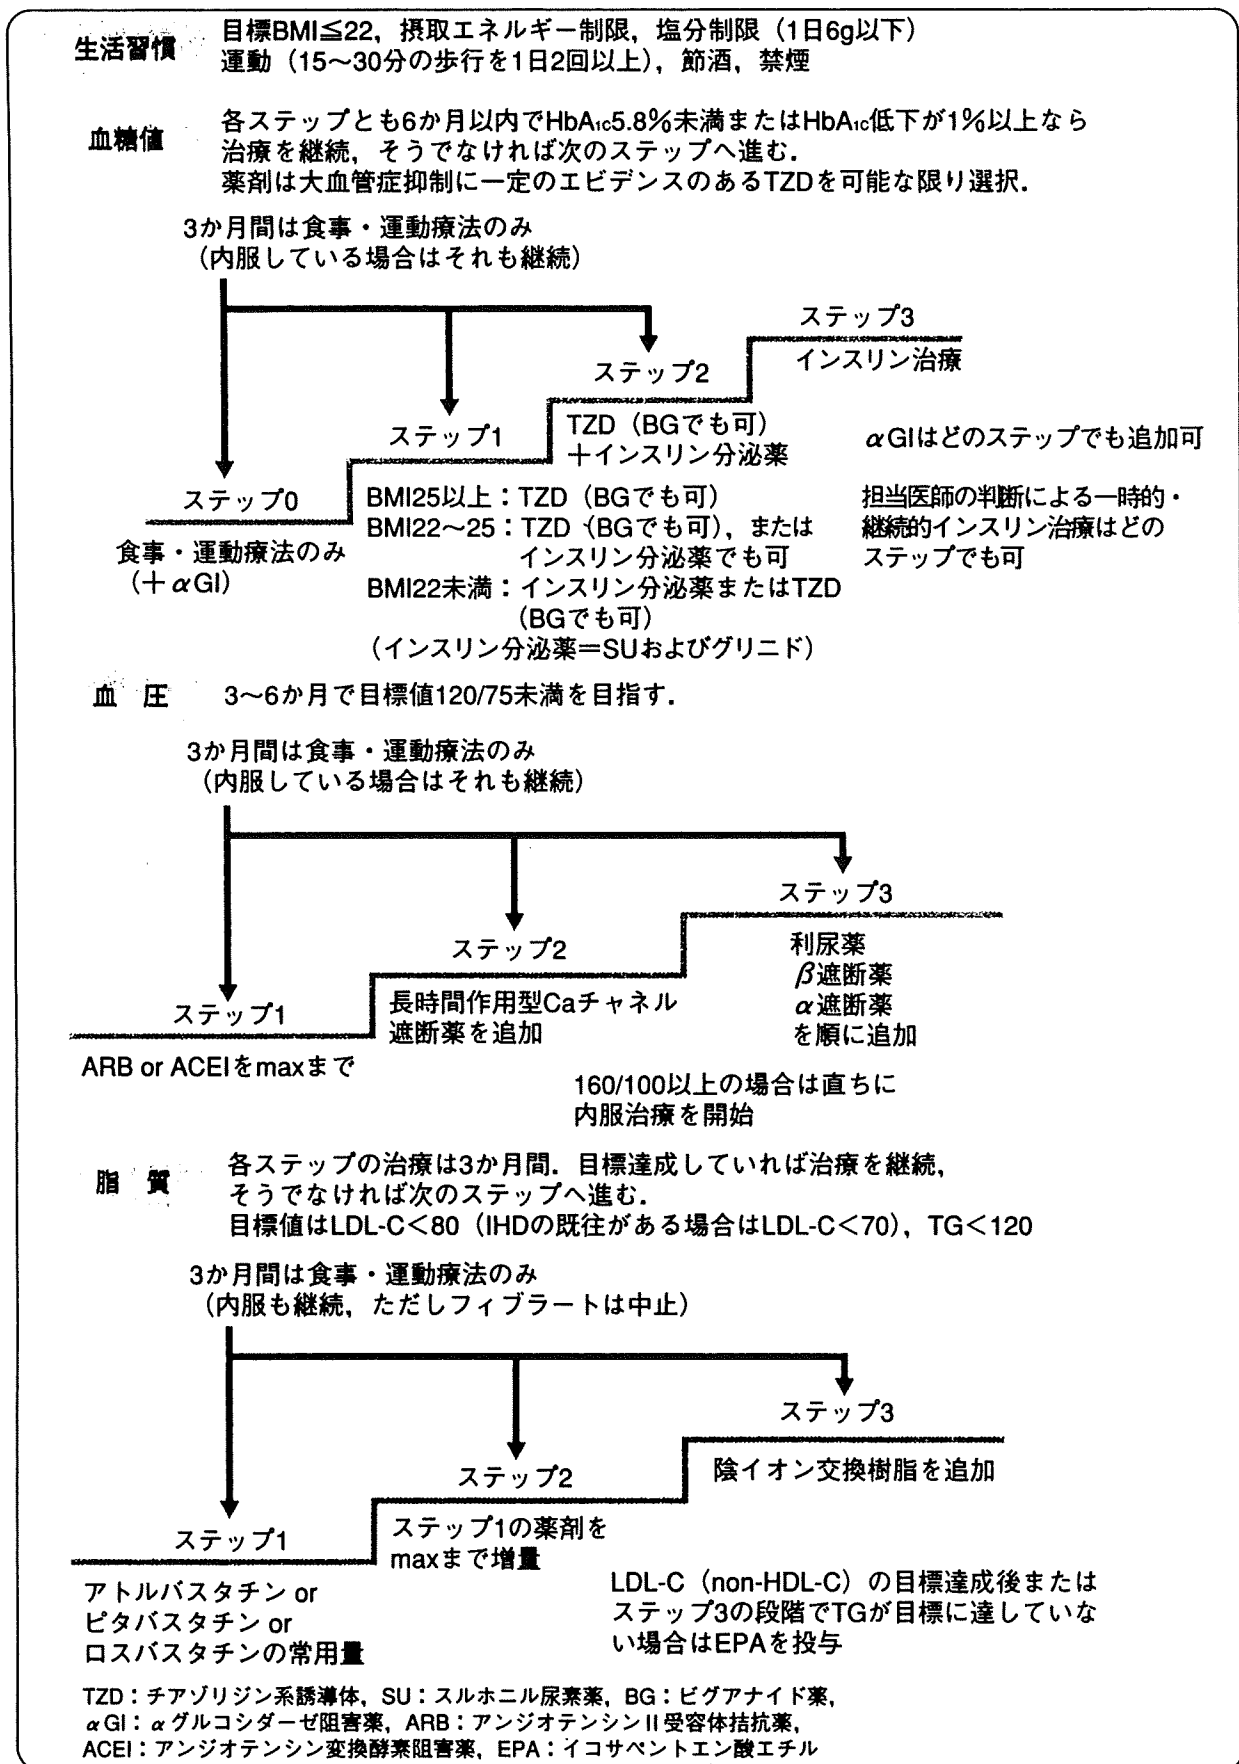 生活習慣
目標BMI≦22，摂取エネルギー制限，塩分制限（1日6g以下）
運動（15～30分の歩行を1日2回以上），節酒，禁煙
血糖値
各ステップとも6か月以内でHbA1c5.8％未満またはHbA1c低下が1％以上なら
治療を継続，そうでなければ次のステップへ進む．
薬剤は大血管症抑制に一定のエビデンスのあるTZDを可能な限り選択．
3か月間は食事・運動療法のみ
（内服している場合はそれも継続）
ステップ0
食事・運動療法のみ
（＋αGI）
ステップ1
BMI25以上：TZD（BGでも可）
BMI22～25：TZD（BGでも可），または
インスリン分泌薬でも可
BMI22未満：インスリン分泌薬またはTZD
（BGでも可）
（インスリン分泌薬＝SUおよびグリニド）
ステップ2
TZD（BGでも可）
＋インスリン分泌薬
ステップ3
インスリン治療
αGIはどのステップでも追加可
担当医師の判断による一時的・
継続的インスリン治療はどの
ステップでも可
血 圧
3～6か月で目標値120/75未満を目指す．
3か月間は食事・運動療法のみ
（内服している場合はそれも継続）
ステップ1
ARB or ACEIをmaxまで
ステップ2
長時間作用型Caチャネル
遮断薬を追加
ステップ3
利尿薬
β遮断薬
α遮断薬
を順に追加
160/100以上の場合は直ちに
内服治療を開始
脂 質
各ステップの治療は3か月間．目標達成していれば治療を継続，
そうでなければ次のステップへ進む．
目標値はLDL-C＜80（IHDの既往がある場合はLDL-C＜70），TG＜120
3か月間は食事・運動療法のみ
（内服も継続，ただしフィブラートは中止）
ステップ1
アトルバスタチン or
ピタバスタチン or
ロスバスタチンの常用量
ステップ2
ステップ1の薬剤を
maxまで増量
ステップ3
陰イオン交換樹脂を追加
LDL-C（non-HDL-C）の目標達成後または
ステップ3の段階でTGが目標に達していな
い場合はEPAを投与
TZD：チアゾリジン系誘導体，SU：スルホニル尿素薬，BG：ビグアナイド薬，
αGI：αグルコシダーゼ阻害薬，ARB：アンジオテンシンⅡ受容体拮抗薬，
ACEI：アンジオテンシン変換酵素阻害薬，EPA：イコサペントエン酸エチル